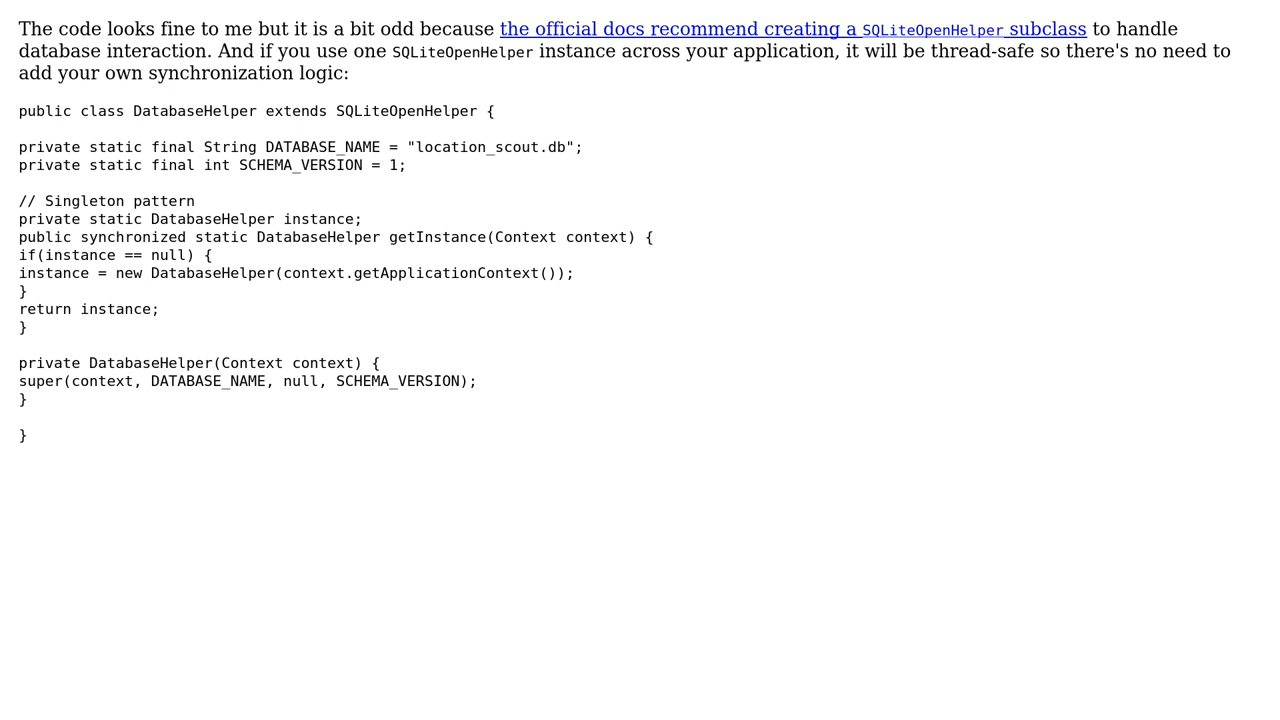 The code looks fine to me but it is a bit odd because the official docs recommend creating a SQLiteOpenHelper subclass to handle
database interaction. And if you use one SQLiteOpenHelper instance across your application, it will be thread-safe so there's no need to
add your own synchronization logic:
public class DatabaseHelper extends SQLiteOpenHelper {
private static final String DATABASE_NAME = "location_scout.db";
private static final int SCHEMA_VERSION = 1;
// Singleton pattern
private static DatabaseHelper instance;
public synchronized static DatabaseHelper getInstance(Context context) {
if(instance == null) {
instance = new DatabaseHelper(context.getApplicationContext());
}
return instance;
}
private DatabaseHelper(Context context) {
super(context, DATABASE_NAME, null, SCHEMA_VERSION);
}
}